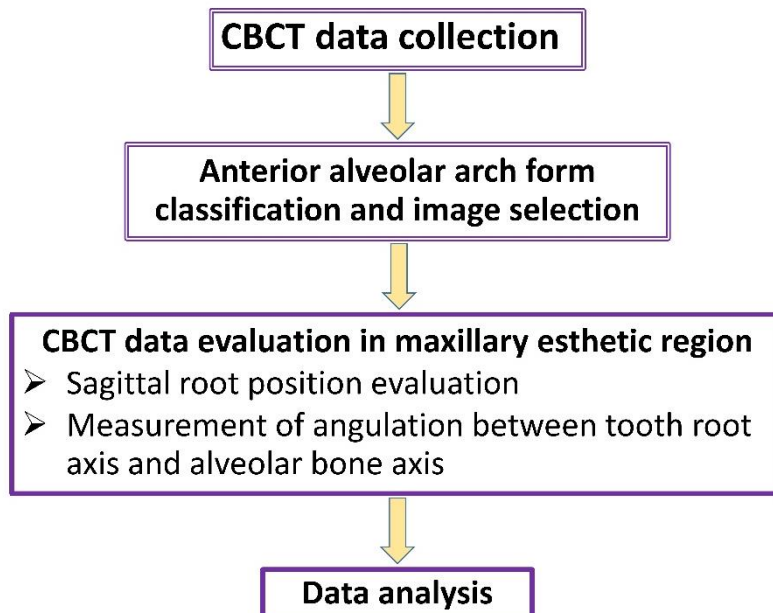 CBCT data collection
Anterior alveolar arch form
classification and image selection
CBCT data evaluation in maxillary esthetic region
➤ Sagittal root position evaluation
➤ Measurement of angulation between tooth root
axis and alveolar bone axis
Data analysis